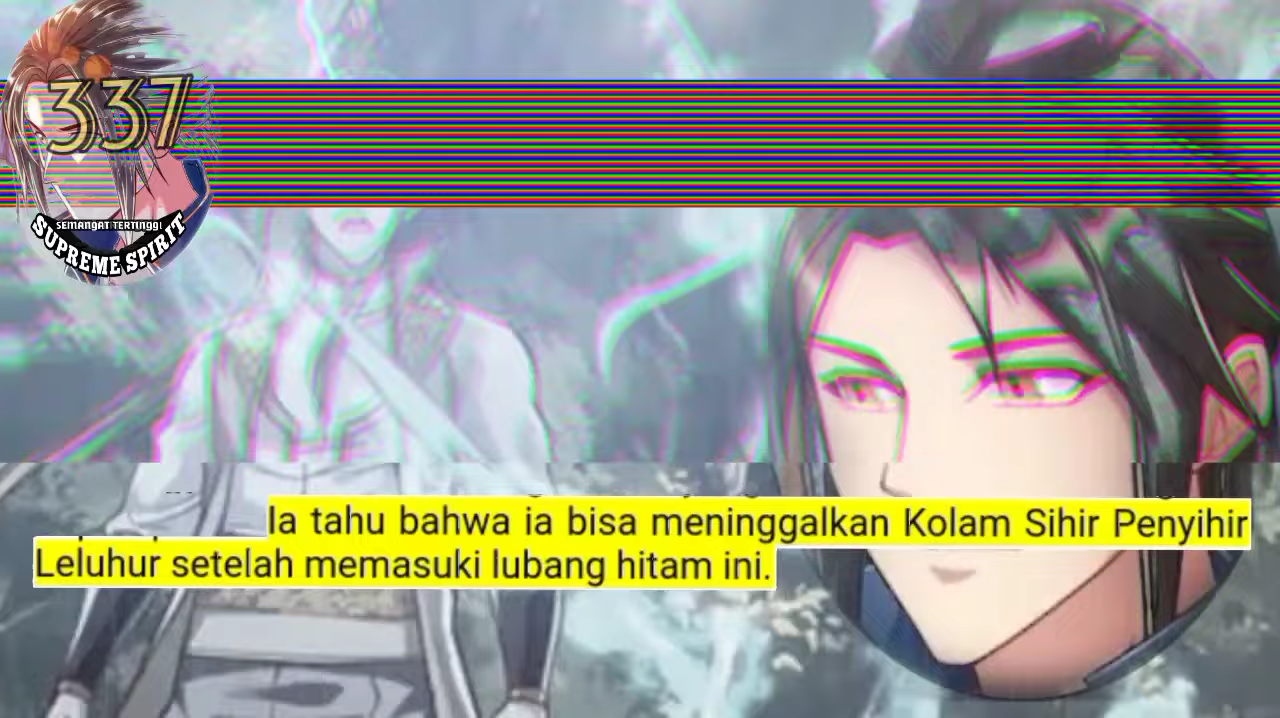 337
SEMANGAT TERTINGGI
SUPREME SPIRIT
Ia tahu bahwa ia bisa meninggalkan Kolam Sihir Penyihir
Leluhur setelah memasuki lubang hitam ini.